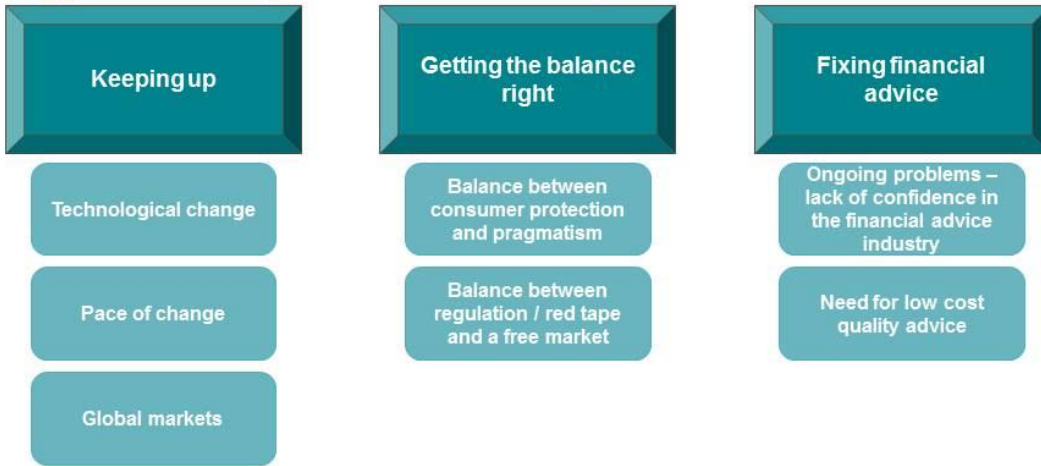 Keeping up
Technological change
Pace of change
Global markets
Getting the balance
right
Balance between
consumer protection
and pragmatism
Balance between
regulation / red tape
and a free market
Fixing financial
advice
Ongoing problems –
lack of confidence in
the financial advice
industry
Need for low cost
quality advice